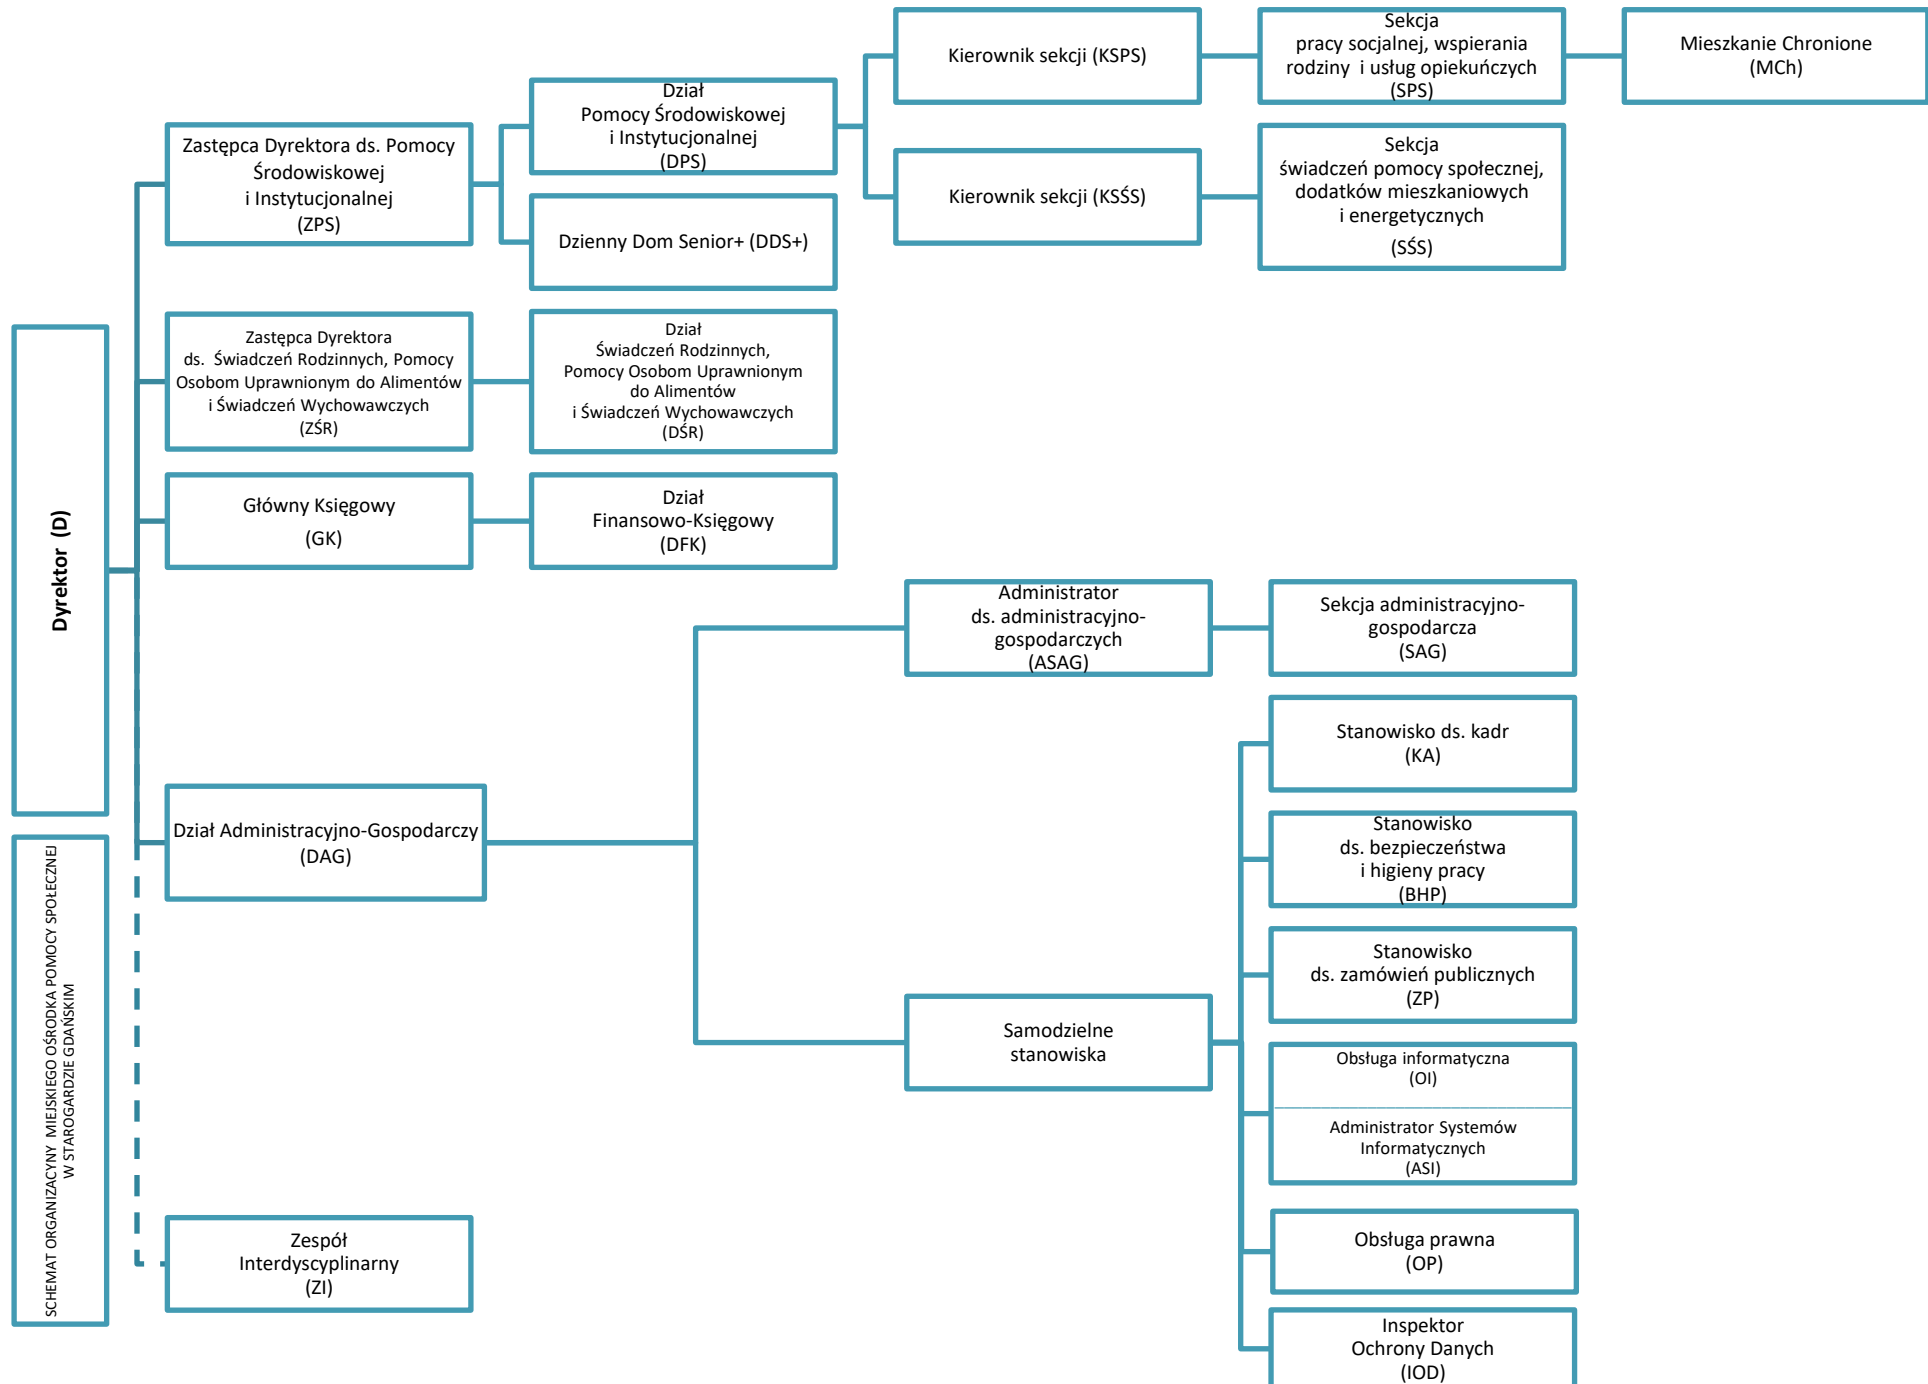 Dyrektor (D)
SCHEMAT ORGANIZACYNY MIEJSKIEGO OŚRODKA POMOCY SPOŁECZNEJ
W STAROGARDZIE GDAŃSKIM
Zastępca Dyrektora ds. Pomocy
Środowiskowej
i Instytucjonalnej
(ZPS)
Dział
Pomocy Środowiskowej
i Instytucjonalnej
(DPS)
Kierownik sekcji (KSPS)
Sekcja
pracy socjalnej, wspierania
rodziny i usług opiekuńczych
(SPS)
Mieszkanie Chronione
(MCh)
Kierownik sekcji (KSŚS)
Sekcja
świadczeń pomocy społecznej,
dodatków mieszkaniowych
i energetycznych
(SŚS)
Dzienny Dom Senior+ (DDS+)
Zastępca Dyrektora
ds. Świadczeń Rodzinnych, Pomocy
Osobom Uprawnionym do Alimentów
i Świadczeń Wychowawczych
(ZŚR)
Dział
Świadczeń Rodzinnych,
Pomocy Osobom Uprawnionym
do Alimentów
i Świadczeń Wychowawczych
(DŚR)
Główny Księgowy
(GK)
Dział
Finansowo-Księgowy
(DFK)
Dział Administracyjno-Gospodarczy
(DAG)
Administrator
ds. administracyjno-
gospodarczych
(ASAG)
Sekcja administracyjno-
gospodarcza
(SAG)
Samodzielne
stanowiska
Stanowisko ds. kadr
(KA)
Stanowisko
ds. bezpieczeństwa
i higieny pracy
(BHP)
Stanowisko
ds. zamówień publicznych
(ZP)
Obsługa informatyczna
(OI)
Administrator Systemów
Informatycznych
(ASI)
Obsługa prawna
(OP)
Inspektor
Ochrony Danych
(IOD)
Zespół
Interdyscyplinarny
(ZI)